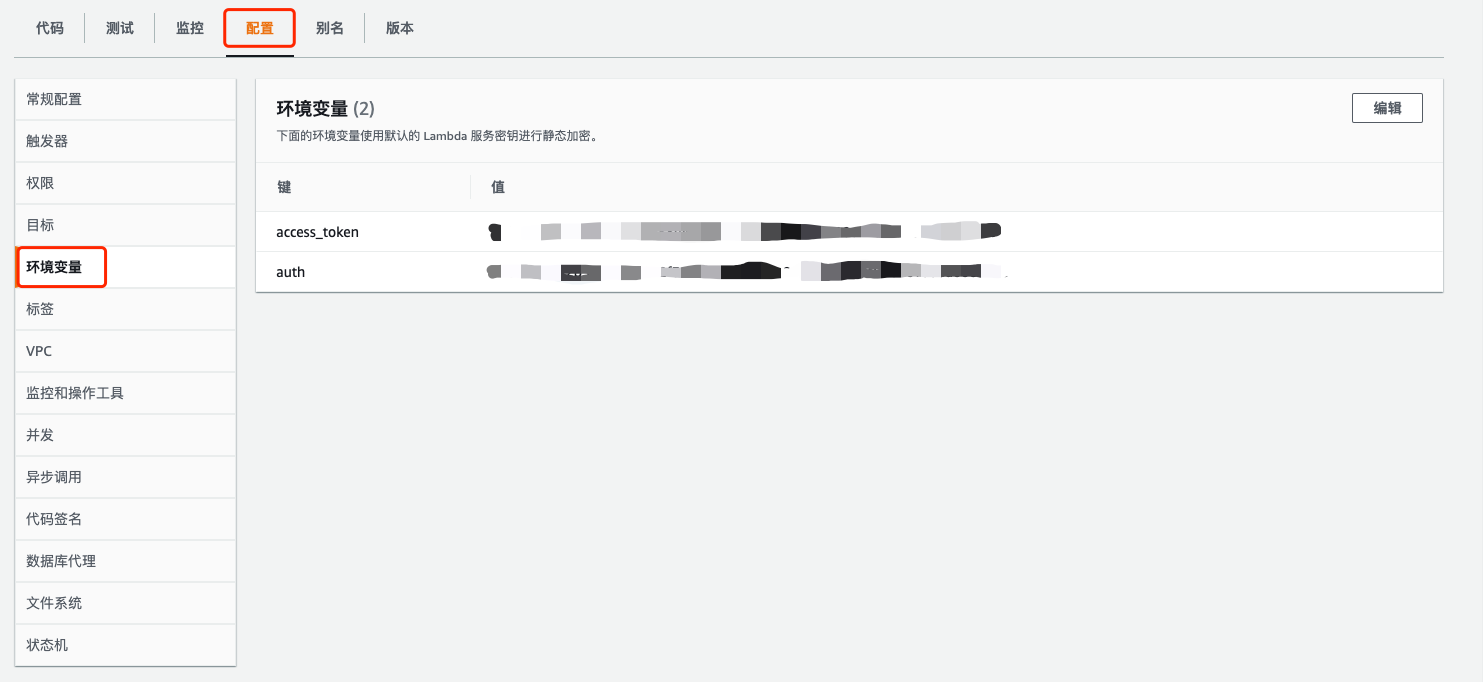 代码 测试 监控 配置 别名 版本
常规配置
触发器
权限
目标
环境变量
标签
VPC
监控和操作工具
并发
异步调用
代码签名
数据库代理
文件系统
状态机
环境变量 (2)
编辑
下面的环境变量使用默认的 Lambda 服务密钥进行静态加密。
键 值
access_token
auth